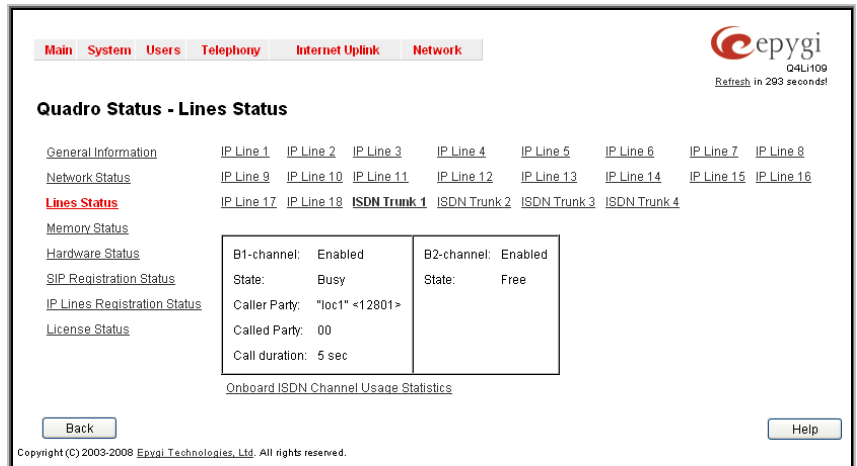 Main System Users Telephony Internet Uplink Network
epygi
Q4Li109
Refresh in 293 seconds!
Quadro Status - Lines Status
General Information
Network Status
Lines Status
Memory Status
Hardware Status
SIP Registration Status
IP Lines Registration Status
License Status
IP Line 1 IP Line 2 IP Line 3 IP Line 4 IP Line 5 IP Line 6 IP Line 7 IP Line 8
IP Line 9 IP Line 10 IP Line 11 IP Line 12 IP Line 13 IP Line 14 IP Line 15 IP Line 16
IP Line 17 IP Line 18 ISDN Trunk 1 ISDN Trunk 2 ISDN Trunk 3 ISDN Trunk 4
B1-channel: Enabled
State: Busy
Caller Party: "loc1" <12801>
Called Party: 00
Call duration: 5 sec
B2-channel: Enabled
State: Free
Onboard ISDN Channel Usage Statistics
Back
Help
Copyright (C) 2003-2008 Epygi Technologies, Ltd. All rights reserved.